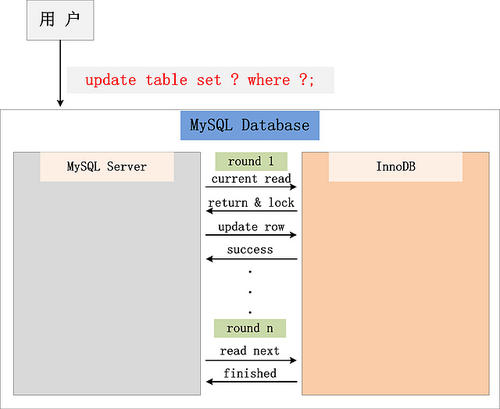 用 户
update table set ? where ?;
MySQL Database
MySQL Server
round 1
InnoDB
current read
return & lock
update row
success
.
.
.
round n
read next
finished